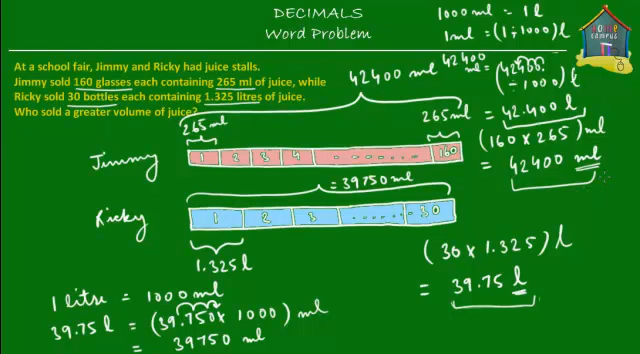 DECIMALS
Word Problem
At a school fair, Jimmy and Ricky had juice stalls.
Jimmy sold 160 glasses each containing 265 ml of juice, while
Ricky sold 30 bottles each containing 1.325 litres of juice.
Who sold a greater volume of juice?
1000 ml = 1 l
1 ml = (1 ÷ 1000) l
42400 ml = (42400. ÷ 1000) l
= 42.400 l
home campus
42400 ml
265 ml
265 ml
Jimmy
1 2 3 4 - - - - - - - 160
(160 × 265) ml
= 42400 ml
= 39750 ml
Ricky
1 2 3 - - - - - - 30
1.325 l
(30 × 1.325) l
= 39.75 l
1 litre = 1000 ml
39.75 l = (39.750 × 1000) ml
= 39750 ml